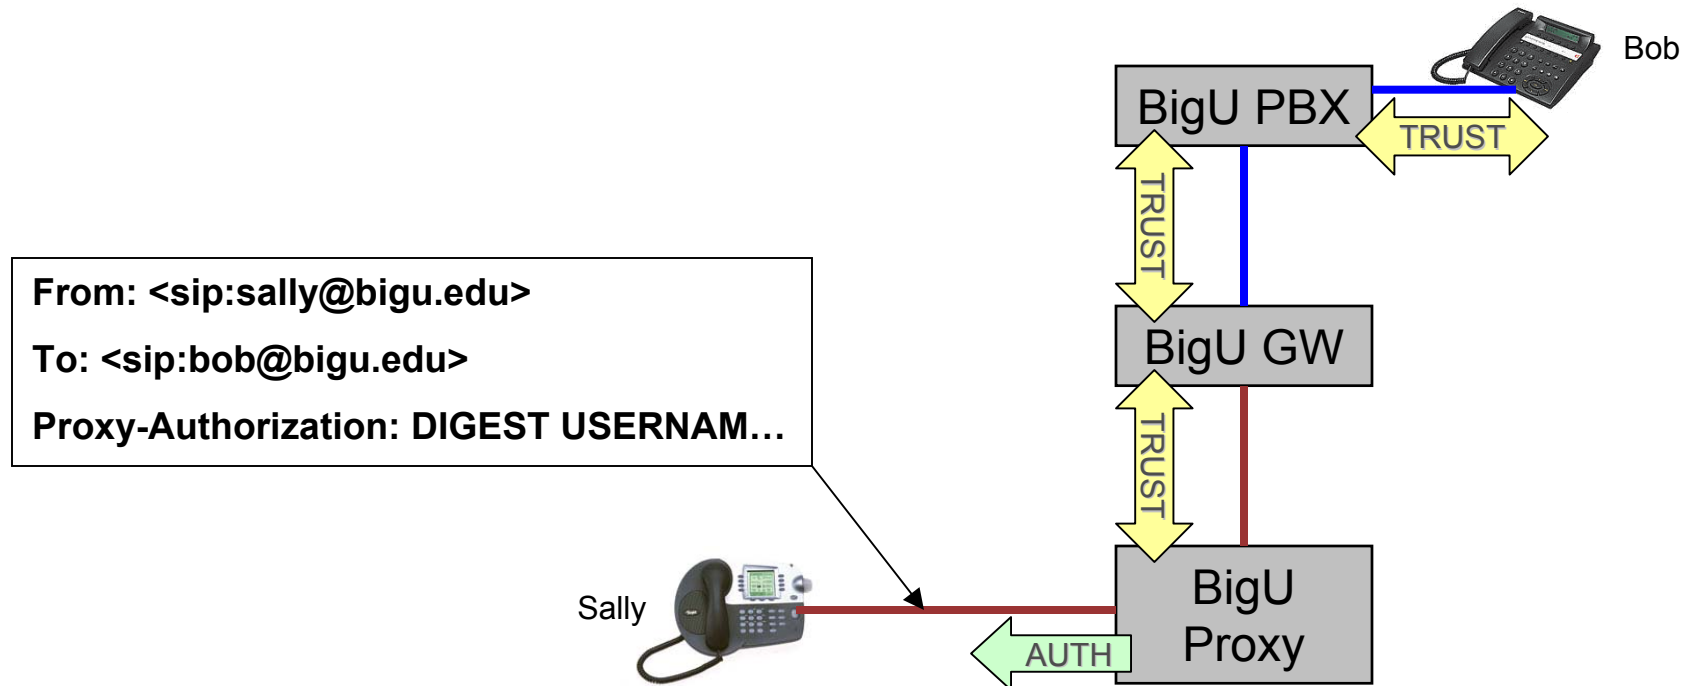 Bob
BigU PBX
TRUST
TRUST
From: <sip:sally@bigu.edu>
To: <sip:bob@bigu.edu>
Proxy-Authorization: DIGEST USERNAM…
BigU GW
TRUST
Sally
BigU
Proxy
AUTH